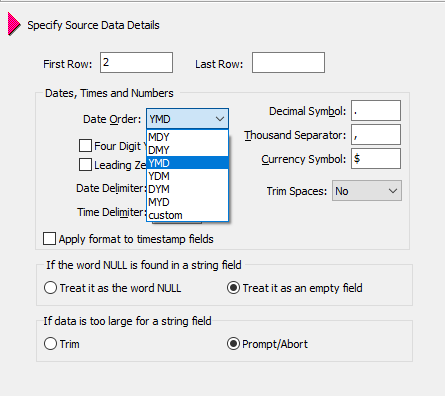 Specify Source Data Details
First Row: 2 Last Row:
Dates, Times and Numbers
Date Order: YMD
Decimal Symbol: .
MDY
DMY
YMD
YDM
DYM
MYD
custom
Four Digit
Thousand Separator: ,
Leading
Currency Symbol: $
Date Delimiter:
Trim Spaces: No
Time Delimiter:
Apply format to timestamp fields
If the word NULL is found in a string field
Treat it as the word NULL Treat it as an empty field
If data is too large for a string field
Trim Prompt/Abort